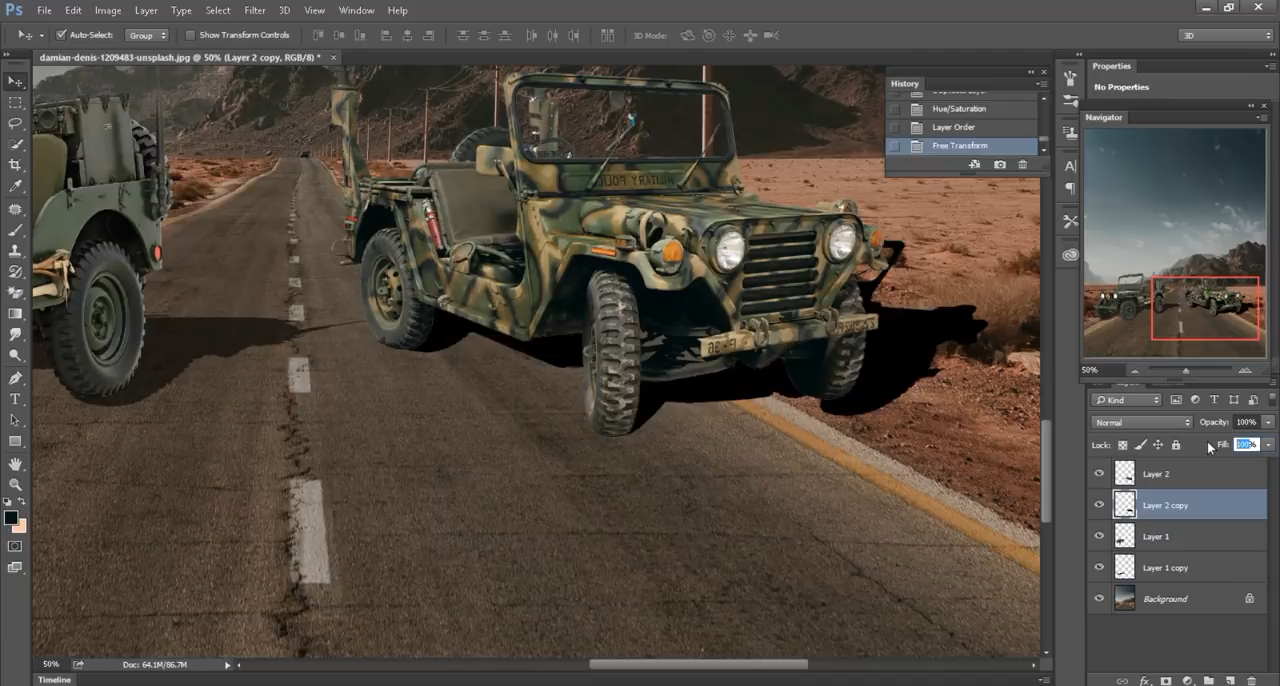 Ps File Edit Image Layer Type Select Filter 3D View Window Help
Auto-Select: Group Show Transform Controls 3D Mode: 3D
damian-denis-1209483-unsplash.jpg @ 50% (Layer 2 copy, RGB/8) *
History
Hue/Saturation
Layer Order
Free Transform
Properties
No Properties
Navigator
50%
Kind
Normal Opacity: 100%
Lock: Fill: 100%
Layer 2
Layer 2 copy
Layer 1
Layer 1 copy
Background
50% Doc: 64.1M/86.7M
Timeline